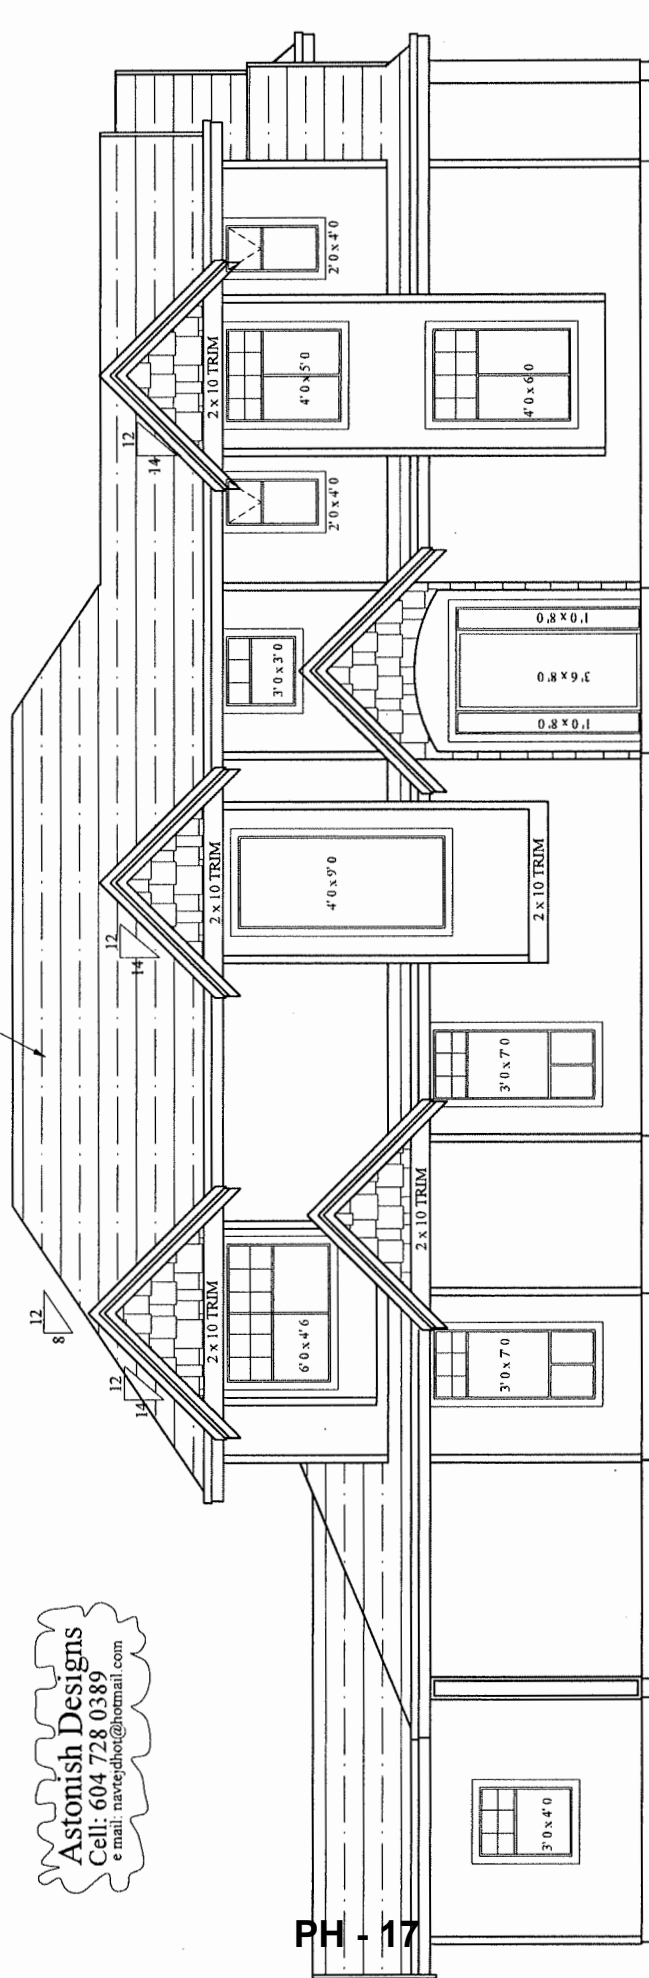 Astonish Designs
Cell: 604 728 0389
e mail: navtejdhot@hotmail.com
12
8
12
14
12
14
12
14
2 x 10 TRIM
2 x 10 TRIM
2 x 10 TRIM
6' 0 x 4' 6
4' 0 x 9' 0
3' 0 x 3' 0
2' 0 x 4' 0
4' 0 x 5' 0
2' 0 x 4' 0
2 x 10 TRIM
2 x 10 TRIM
3' 0 x 4' 0
3' 0 x 7' 0
3' 0 x 7' 0
1' 0 x 8' 0
3' 6 x 8' 0
1' 0 x 8' 0
4' 0 x 6' 0
PH - 17